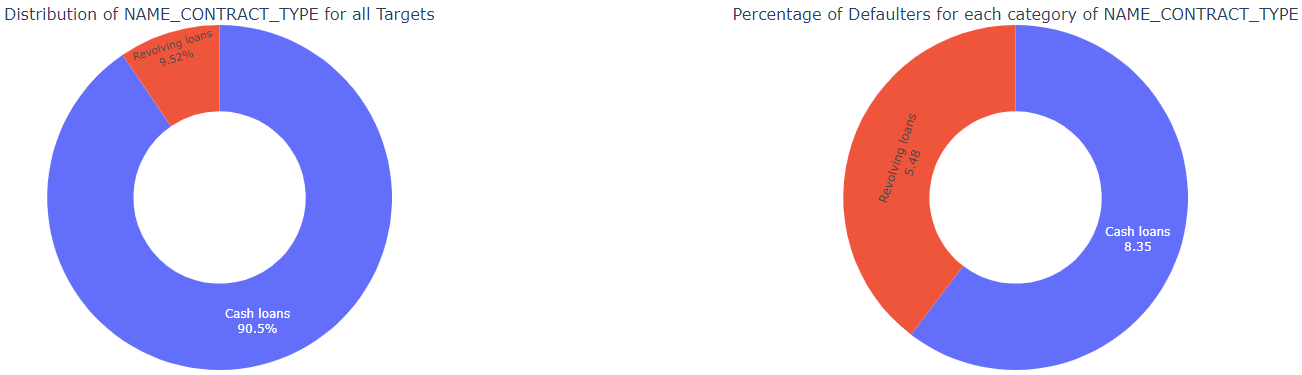 Distribution of NAME_CONTRACT_TYPE for all Targets
Revolving loans
9.52%
Cash loans
90.5%
Percentage of Defaulters for each category of NAME_CONTRACT_TYPE
Revolving loans
5.48
Cash loans
8.35